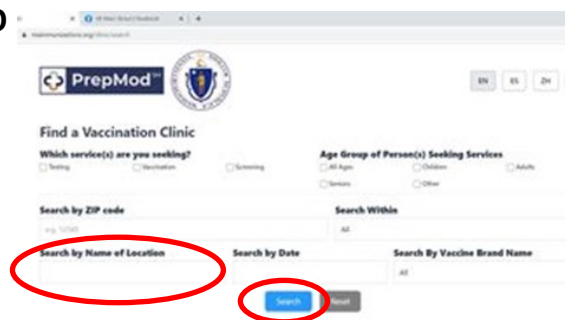 PrepMod™
EN ES ZH
Find a Vaccination Clinic
Which service(s) are you seeking? Age Group of Person(s) Seeking Services
Testing Vaccination Screening All Ages Children Adults
Seniors Other
Search by ZIP code Search Within
e.g. 12345 All
Search by Name of Location Search by Date Search By Vaccine Brand Name
All
Search Reset